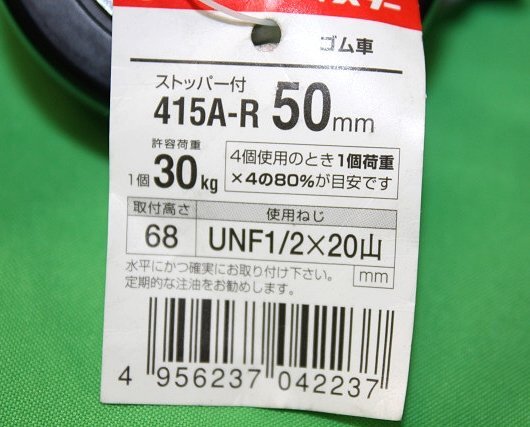 ゴム車
ストッパー付
415A-R 50mm
許容荷重
1個 30kg
4個使用のとき1個荷重
×4の80%が目安です
取付高さ 使用ねじ
68 UNF1/2×20山
水平にかつ確実にお取り付け下さい。 mm
定期的な注油をお勧めします。
4 956237 042237